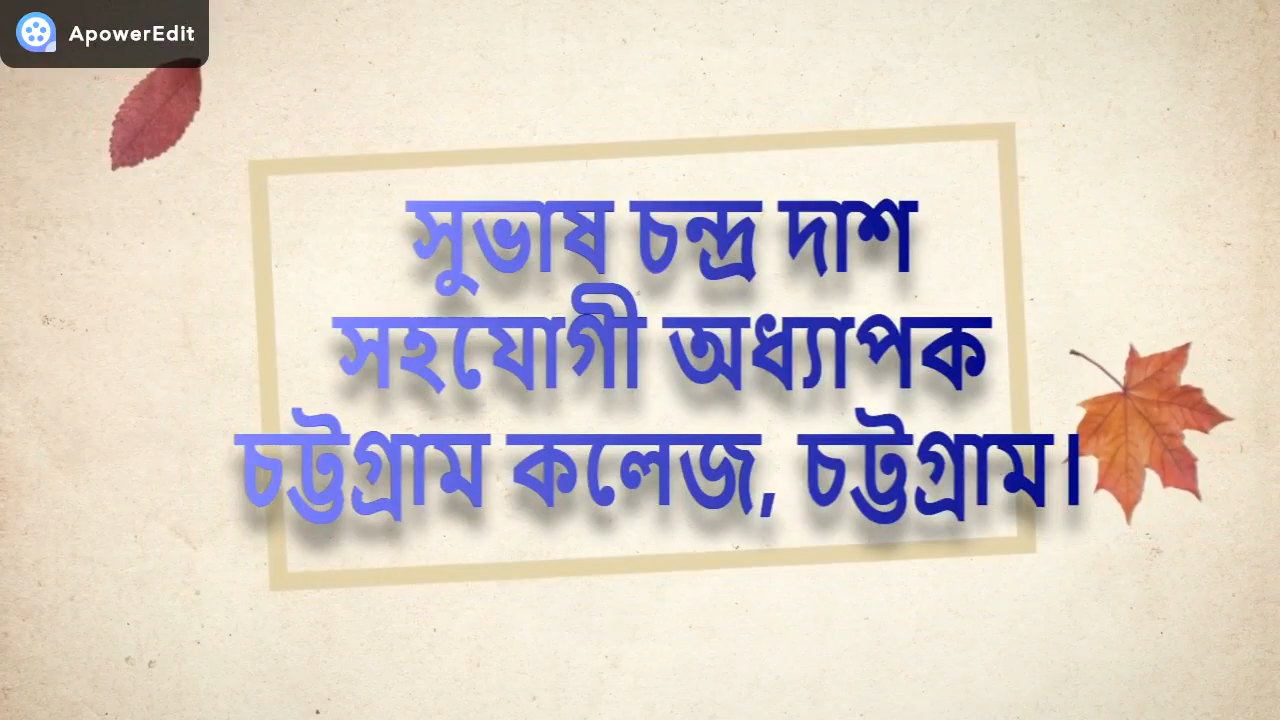 ApowerEdit
সুভাষ চন্দ্র দাশ
সহযোগী অধ্যাপক
চট্টগ্রাম কলেজ, চট্টগ্রাম।